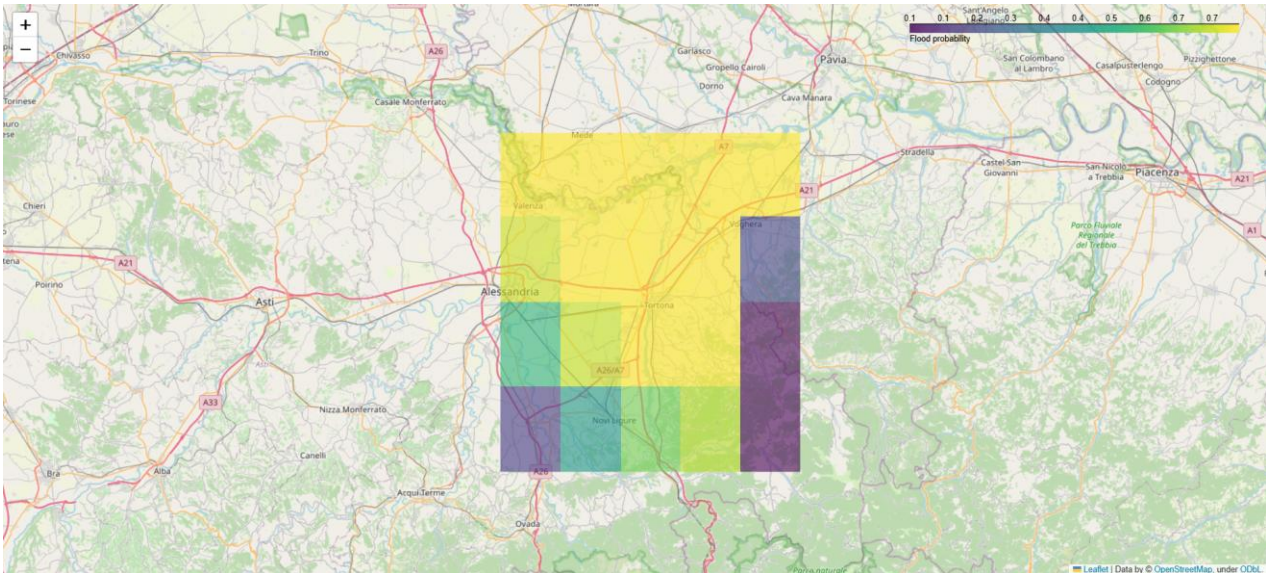 +
−
Chivasso
Torinese
Chieri
Poirino
A21
Asti
A33
Bra
Alba
Nizza Monferrato
Canelli
Acqui Terme
Trino
Casale Monferrato
A26
Garlasco
Gropello Cairoli
Dorno
Pavia
Cava Manara
Mede
A7
Valenza
Voghera
A21
Alessandria
Tortona
A26/A7
Novi Ligure
A26
Ovada
Stradella
Castel San
Giovanni
San Nicolo
a Trebbia
Piacenza
A21
A1
Parco Fluviale
Regionale
del Trebbia
Sant'Angelo
San Colombano
al Lambro
Casalpusterlengo
Codogno
Pizzighettone
0.1 0.1 0.2 0.3 0.4 0.4 0.5 0.6 0.7 0.7
Flood probability
Leaflet | Data by © OpenStreetMap, under ODbL.